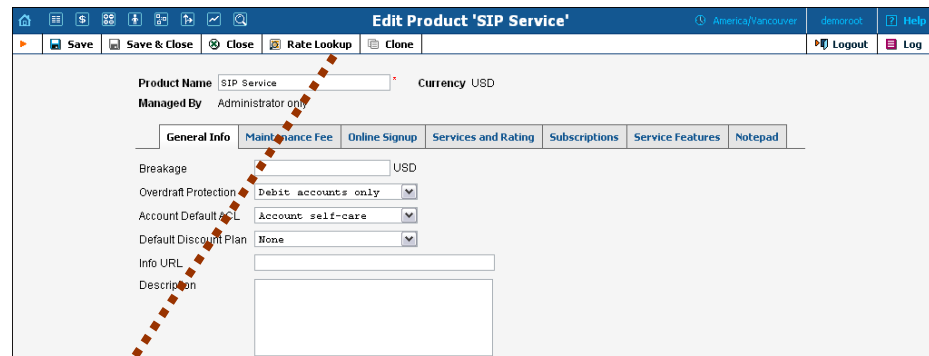 Edit Product 'SIP Service'
America/Vancouver
demoroot
Help
Save
Save & Close
Close
Rate Lookup
Clone
Logout
Log
Product Name SIP Service * Currency USD
Managed By Administrator only
General Info
Maintenance Fee
Online Signup
Services and Rating
Subscriptions
Service Features
Notepad
Breakage USD
Overdraft Protection Debit accounts only
Account Default ACL Account self-care
Default Discount Plan None
Info URL
Description